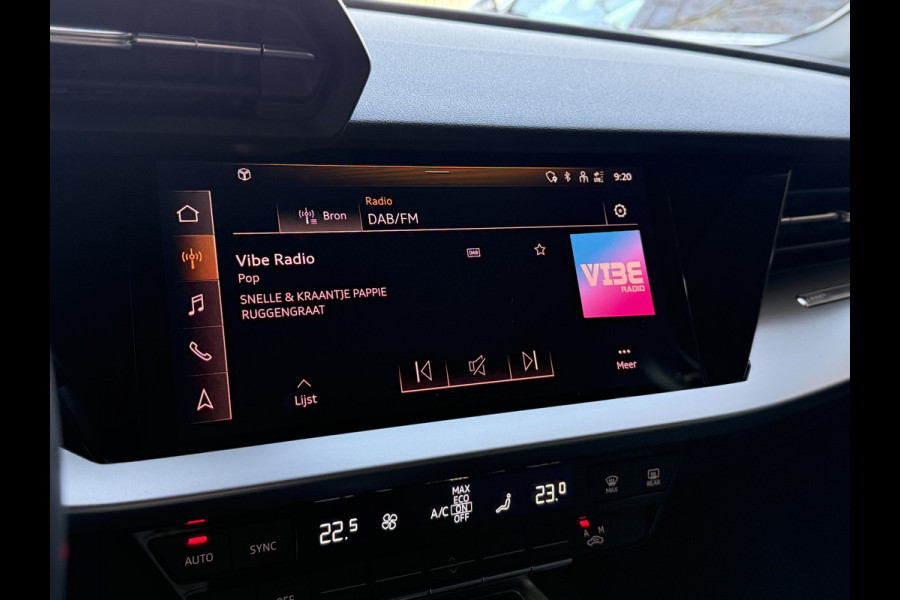 9:20
Radio
Bron
DAB/FM
Vibe Radio
DAB
Pop
SNELLE & KRAANTJE PAPPIE
RUGGENGRAAT
VIBE
RADIO
Lijst
Meer
AUTO
SYNC
22.5
A/C
MAX
ECO
ON
OFF
23.0
MAX
REAR
A M
OFF